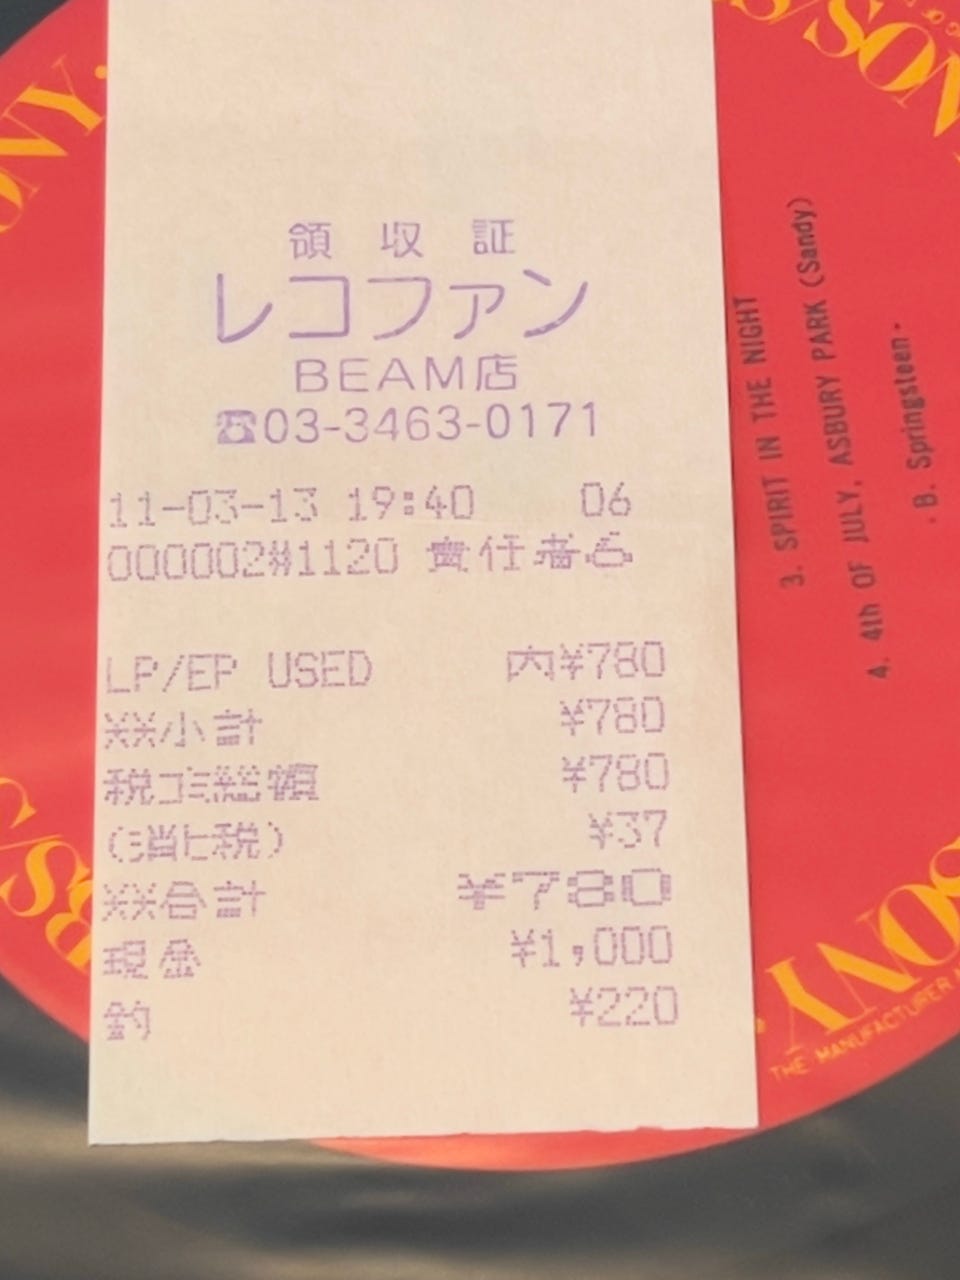 領収証
レコファン
BEAM店
☎03-3463-0171
11-03-13 19:40 06
000002#1120 責任者6
LP/EP USED 内¥780
※※小計 ¥780
税コミ総額 ¥780
(消ヒ税) ¥37
※※合計 ¥780
現金 ¥1,000
釣 ¥220
3. SPIRIT IN THE NIGHT
4. 4th OF JULY, ASBURY PARK (Sandy)
. B. Springsteen -
SONY.
S/SON
BS/
SONY
THE MANUFACTURER